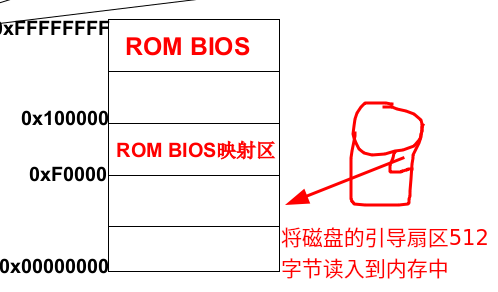 0xFFFFFFFF
ROM BIOS
0x100000
ROM BIOS映射区
0xF0000
将磁盘的引导扇区512
字节读入到内存中
0x00000000